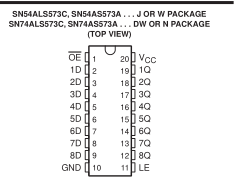 SN54ALS573C, SN54AS573A . . . J OR W PACKAGE
SN74ALS573C, SN74AS573A . . . DW OR N PACKAGE
(TOP VIEW)
OE 1 20 VCC
1D 2 19 1Q
2D 3 18 2Q
3D 4 17 3Q
4D 5 16 4Q
5D 6 15 5Q
6D 7 14 6Q
7D 8 13 7Q
8D 9 12 8Q
GND 10 11 LE